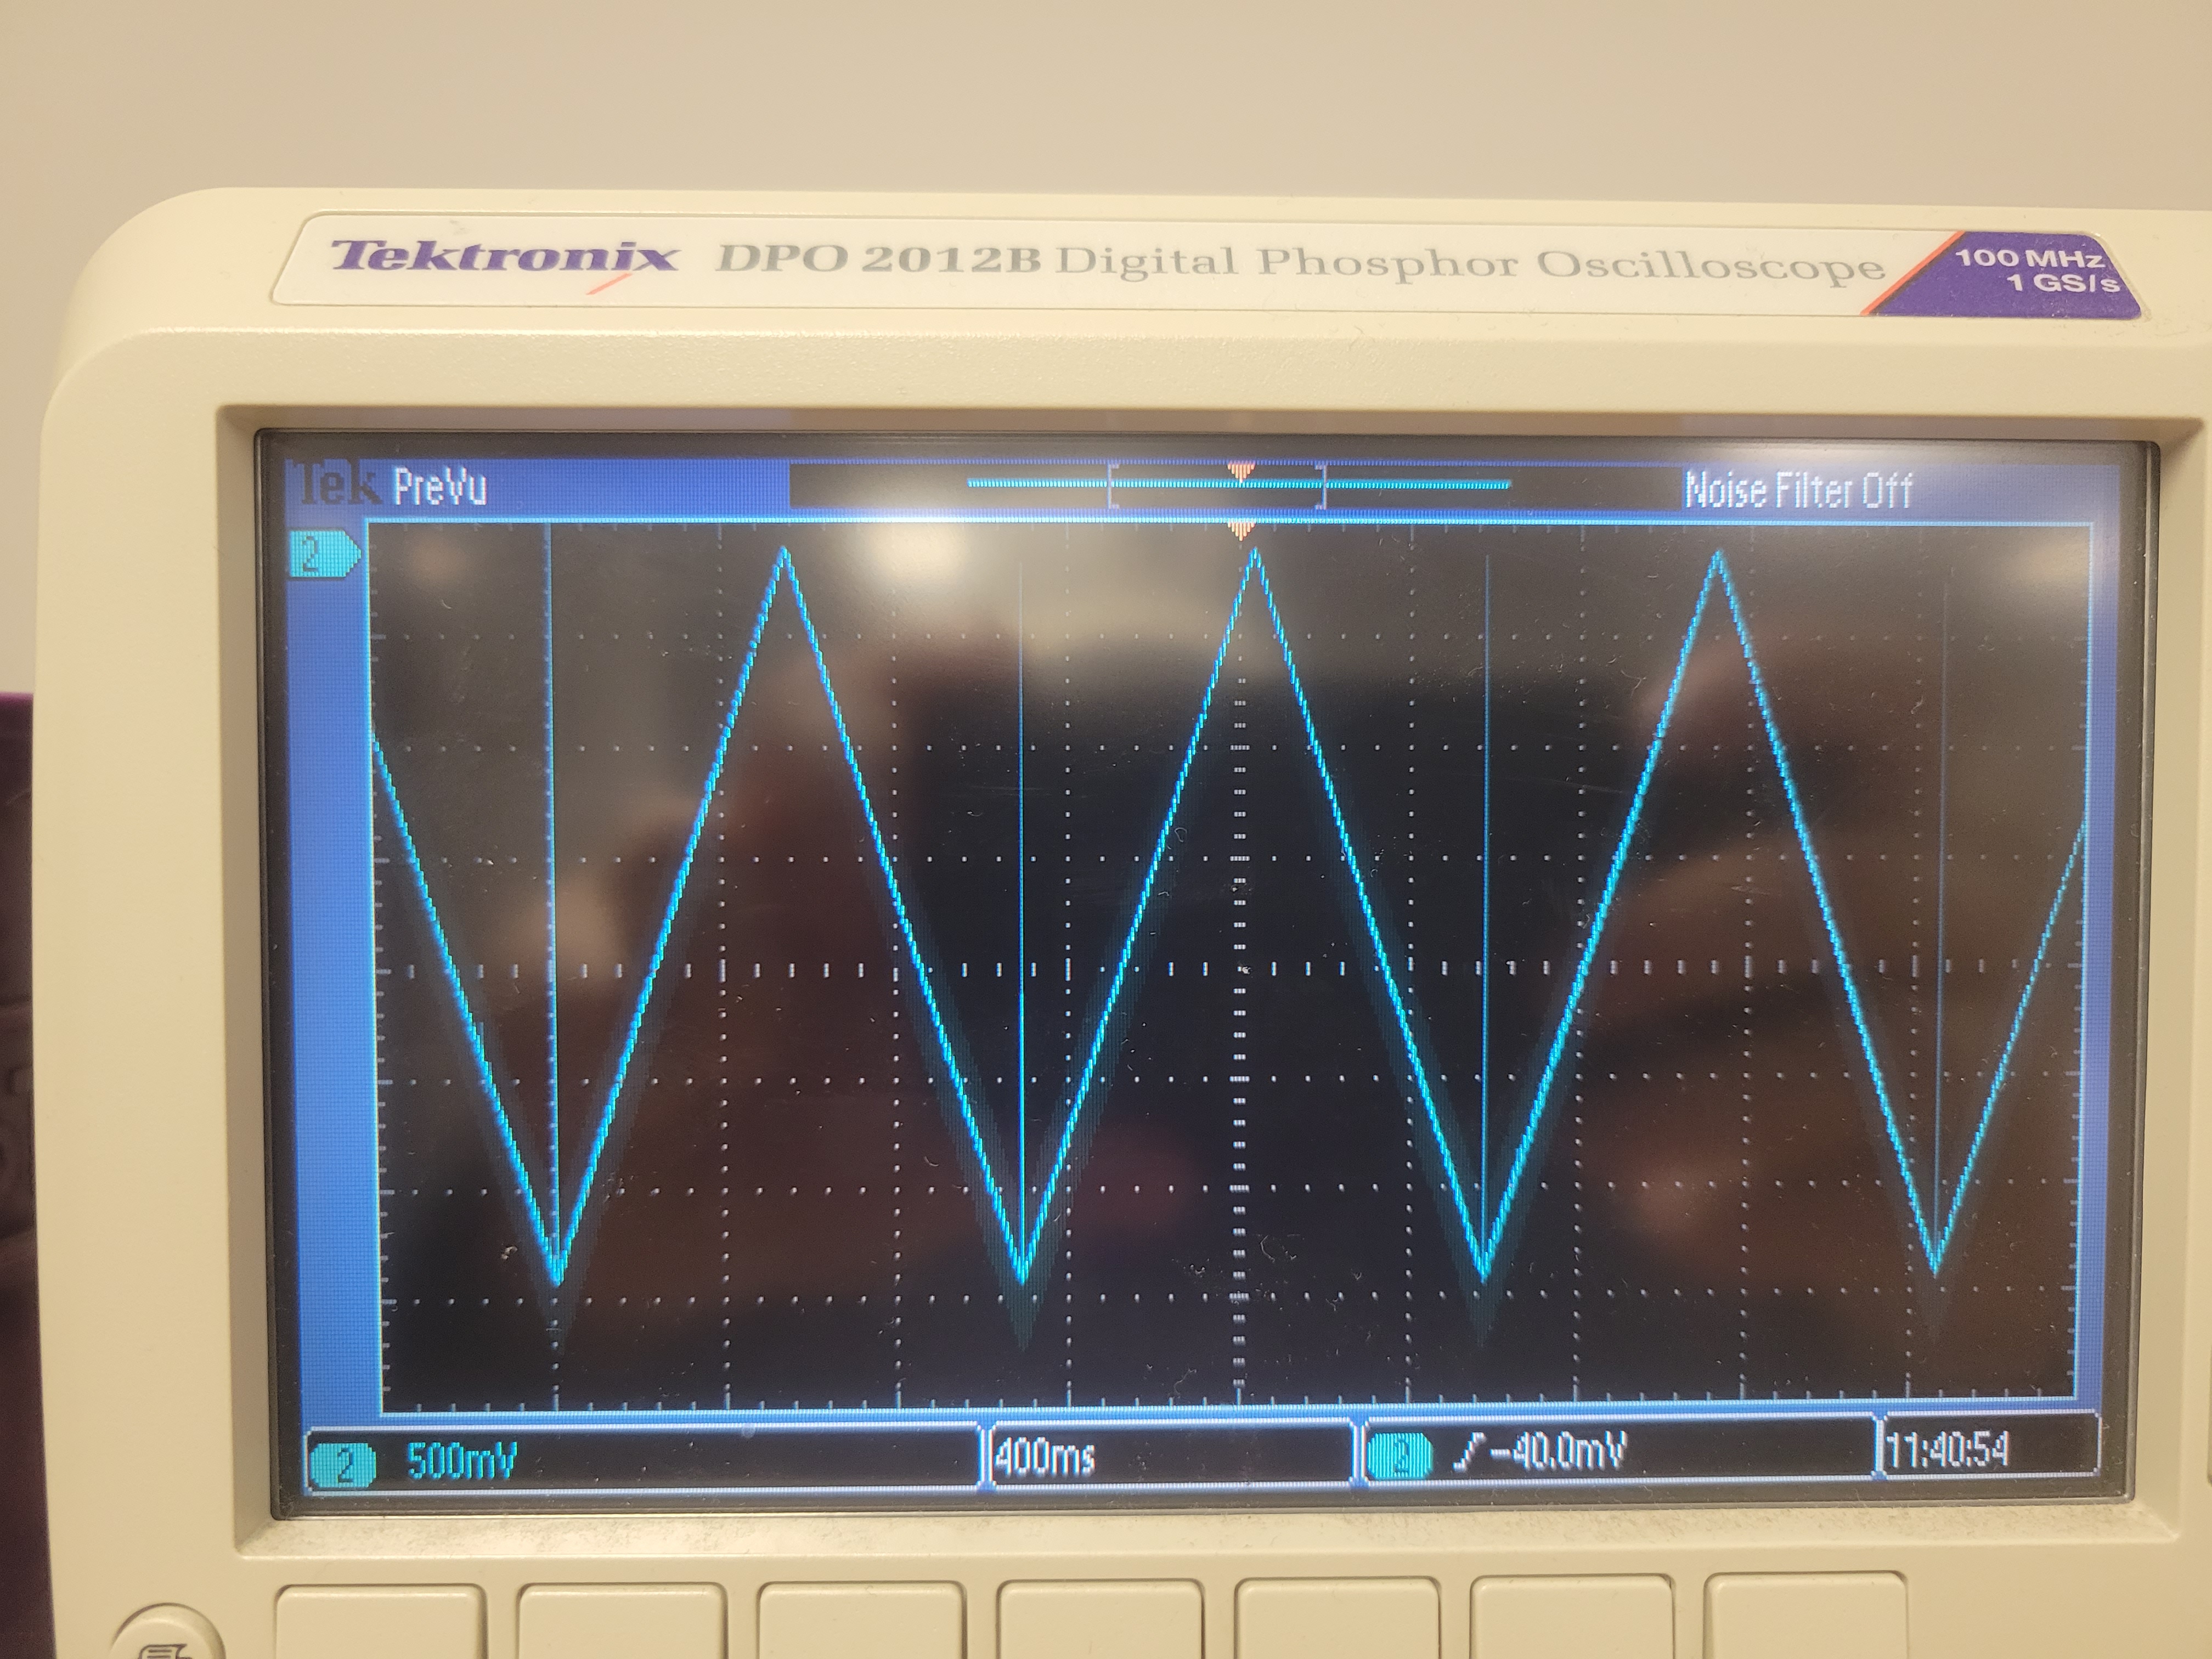 Tektronix DPO 2012B Digital Phosphor Oscilloscope
100 MHz
1 GS/s
Tek PreVu
Noise Filter Off
2
2 500mV
400ms
2 -40.0mV
11:40:54